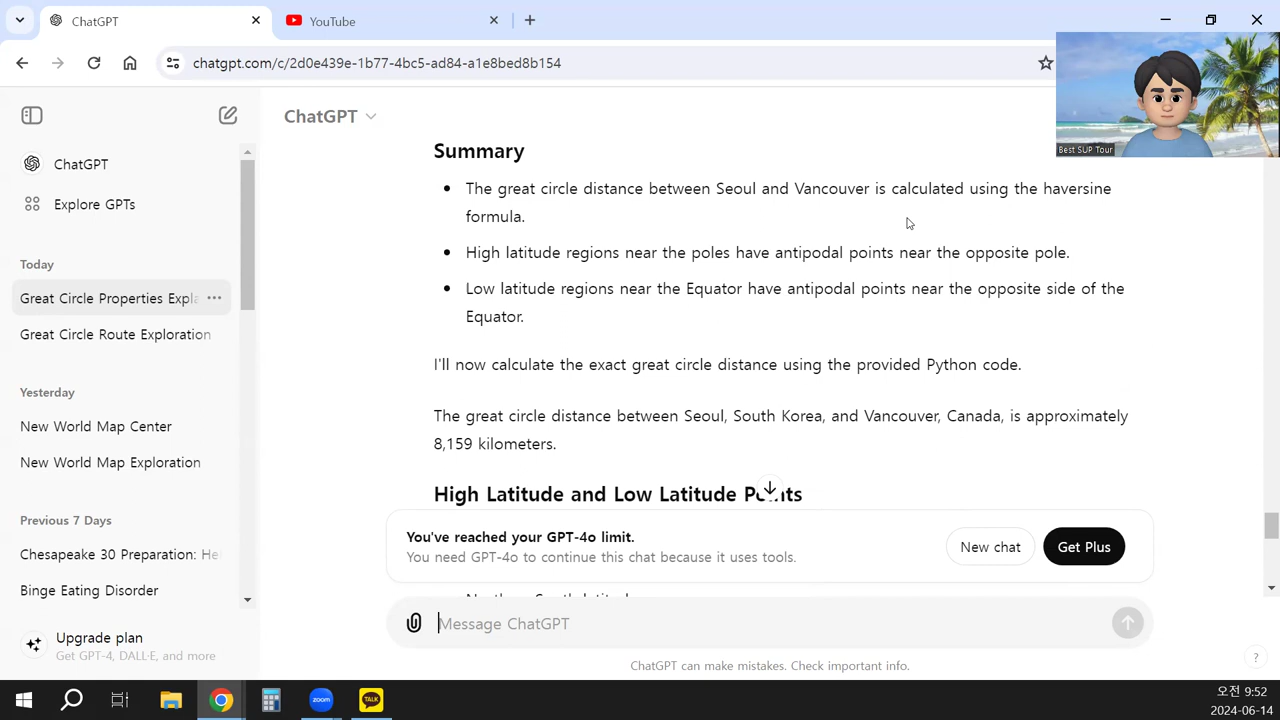 ChatGPT
YouTube
chatgpt.com/c/2d0e439e-1b77-4bc5-ad84-a1e8bed8b154
Best SUP Tour
ChatGPT
Explore GPTs
Today
Great Circle Properties Expla
Great Circle Route Exploration
Yesterday
New World Map Center
New World Map Exploration
Previous 7 Days
Chesapeake 30 Preparation: He
Binge Eating Disorder
Upgrade plan
Get GPT-4, DALL·E, and more
ChatGPT
Summary
The great circle distance between Seoul and Vancouver is calculated using the haversine
formula.
High latitude regions near the poles have antipodal points near the opposite pole.
Low latitude regions near the Equator have antipodal points near the opposite side of the
Equator.
I'll now calculate the exact great circle distance using the provided Python code.
The great circle distance between Seoul, South Korea, and Vancouver, Canada, is approximately
8,159 kilometers.
High Latitude and Low Latitude Points
You've reached your GPT-4o limit.
You need GPT-4o to continue this chat because it uses tools.
New chat
Get Plus
Message ChatGPT
ChatGPT can make mistakes. Check important info.
?
zoom
TALK
오전 9:52
2024-06-14